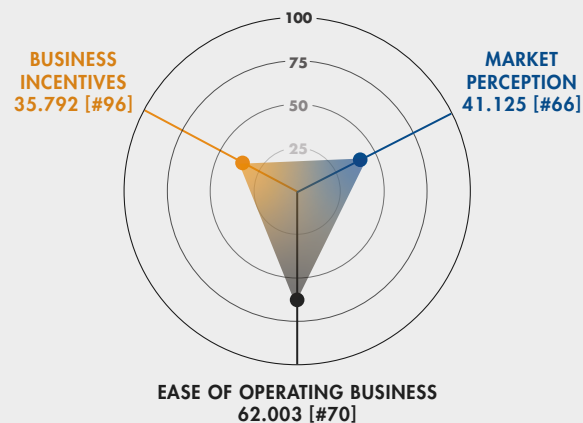 100
75
50
25
BUSINESS
INCENTIVES
35.792 [#96]
MARKET
PERCEPTION
41.125 [#66]
EASE OF OPERATING BUSINESS
62.003 [#70]